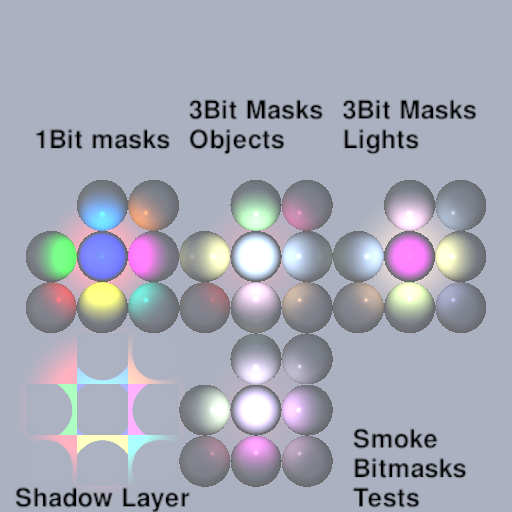 1Bit masks
3Bit Masks
Objects
3Bit Masks
Lights
Shadow Layer
Smoke
Bitmasks
Tests